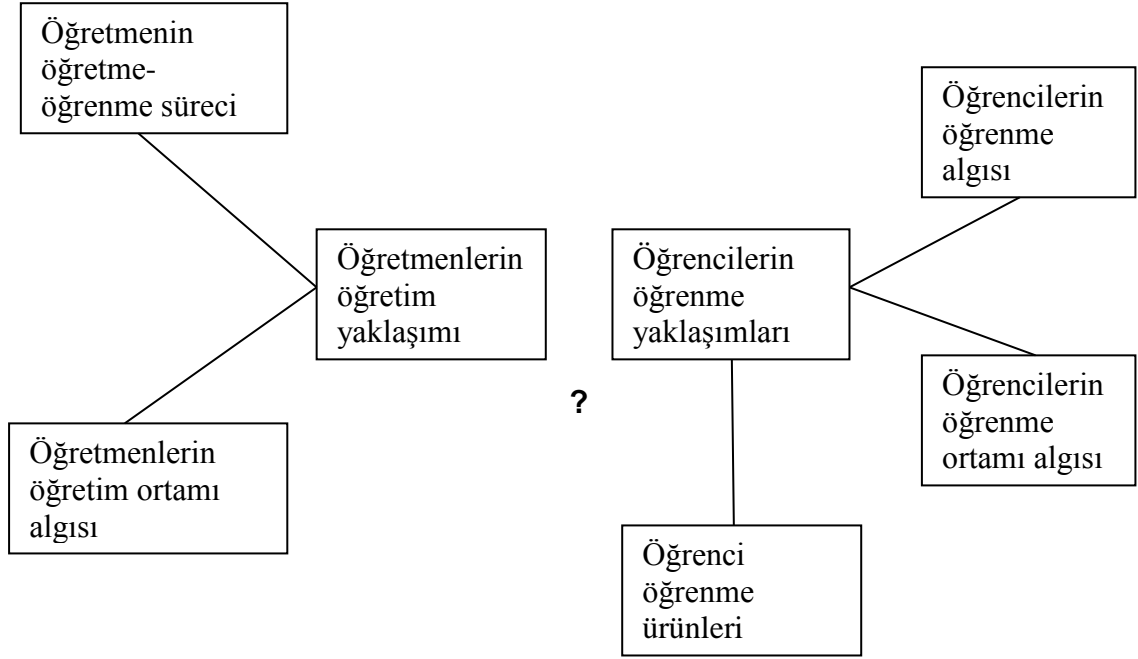 Öğretmenin
öğretme-
öğrenme süreci
Öğrencilerin
öğrenme
algısı
Öğretmenlerin
öğretim
yaklaşımı
Öğrencilerin
öğrenme
yaklaşımları
?
Öğrencilerin
öğrenme
ortamı algısı
Öğretmenlerin
öğretim ortamı
algısı
Öğrenci
öğrenme
ürünleri